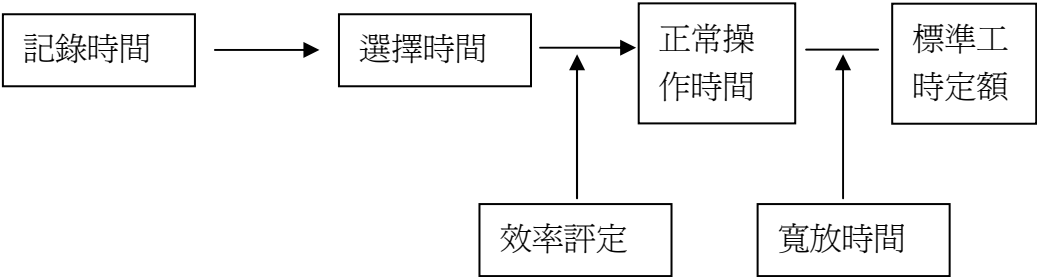 記錄時間
選擇時間
正常操
作時間
標準工
時定額
效率評定
寬放時間